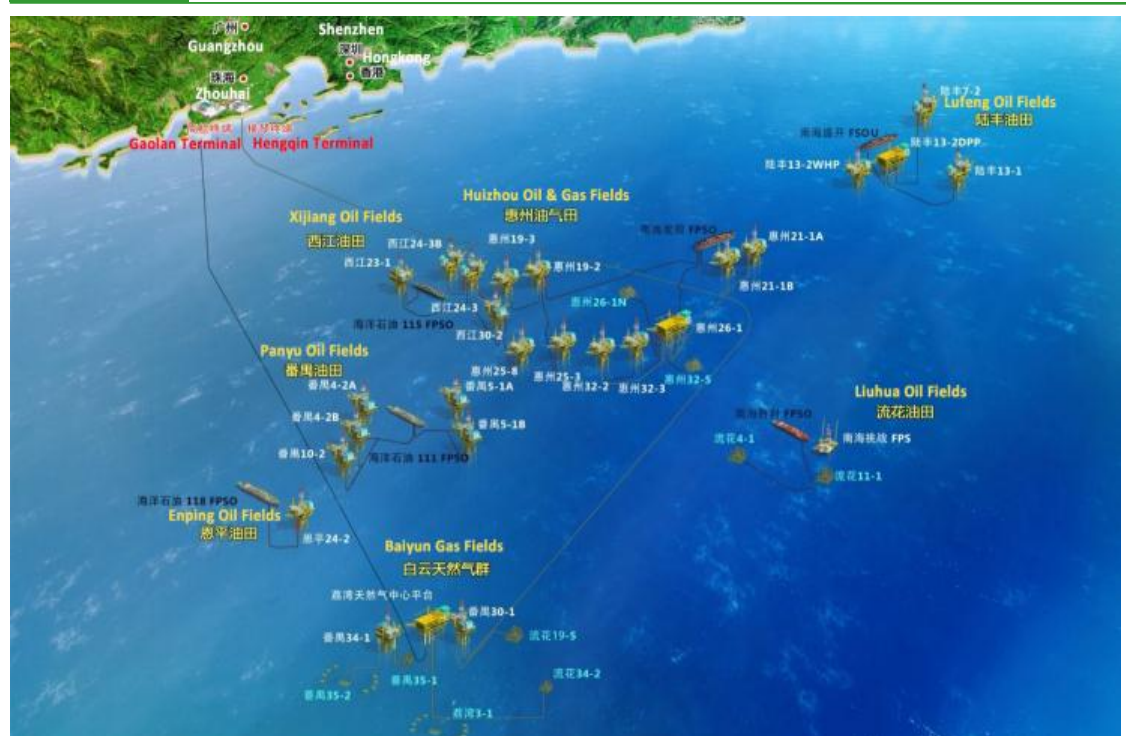 广州
Guangzhou
Shenzhen
深圳
Hongkong
香港
珠海
Zhouhai
高栏终端 横琴终端
Gaolan Terminal Hengqin Terminal
陆丰7-2
Lufeng Oil Fields
陆丰油田
南海盛开 FSOU
陆丰13-2DPP
陆丰13-2WHP
陆丰13-1
Huizhou Oil & Gas Fields
惠州油气田
Xijiang Oil Fields
西江油田
西江24-3B
惠州19-3
西江23-1
惠州19-2
FPSO
惠州21-1A
惠州21-1B
惠州26-1N
西江24-3
海洋石油 115 FPSO
西江30-2
惠州26-1
Panyu Oil Fields
番禺油田
惠州25-8
惠州25-3
惠州32-2
惠州32-3
惠州32-5
番禺4-2A
番禺5-1A
番禺4-2B
番禺5-1B
番禺10-2
海洋石油 111 FPSO
Liuhua Oil Fields
流花油田
南海胜利 FPSO
南海挑战 FPS
流花4-1
流花11-1
海洋石油 118 FPSO
Enping Oil Fields
恩平油田
恩平24-2
Baiyun Gas Fields
白云天然气群
荔湾天然气中心平台
番禺30-1
番禺34-1
流花19-5
番禺35-1
流花34-2
番禺35-2
荔湾3-1